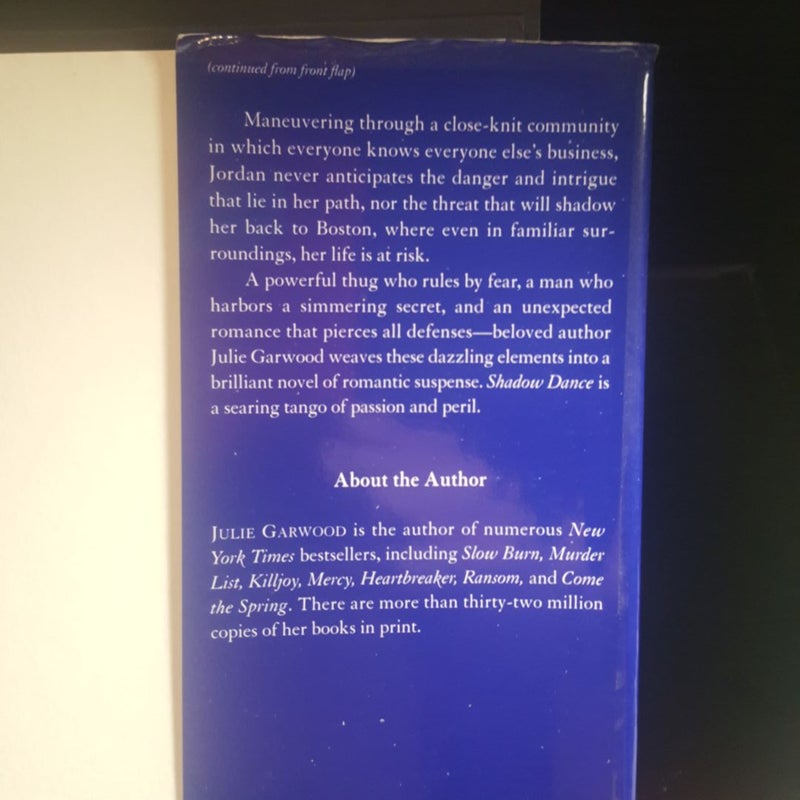 (continued from front flap)
Maneuvering through a close-knit community
in which everyone knows everyone else's business,
Jordan never anticipates the danger and intrigue
that lie in her path, nor the threat that will shadow
her back to Boston, where even in familiar sur-
roundings, her life is at risk.
A powerful thug who rules by fear, a man who
harbors a simmering secret, and an unexpected
romance that pierces all defenses—beloved author
Julie Garwood weaves these dazzling elements into a
brilliant novel of romantic suspense. Shadow Dance is
a searing tango of passion and peril.
About the Author
JULIE GARWOOD is the author of numerous New
York Times bestsellers, including Slow Burn, Murder
List, Killjoy, Mercy, Heartbreaker, Ransom, and Come
the Spring. There are more than thirty-two million
copies of her books in print.